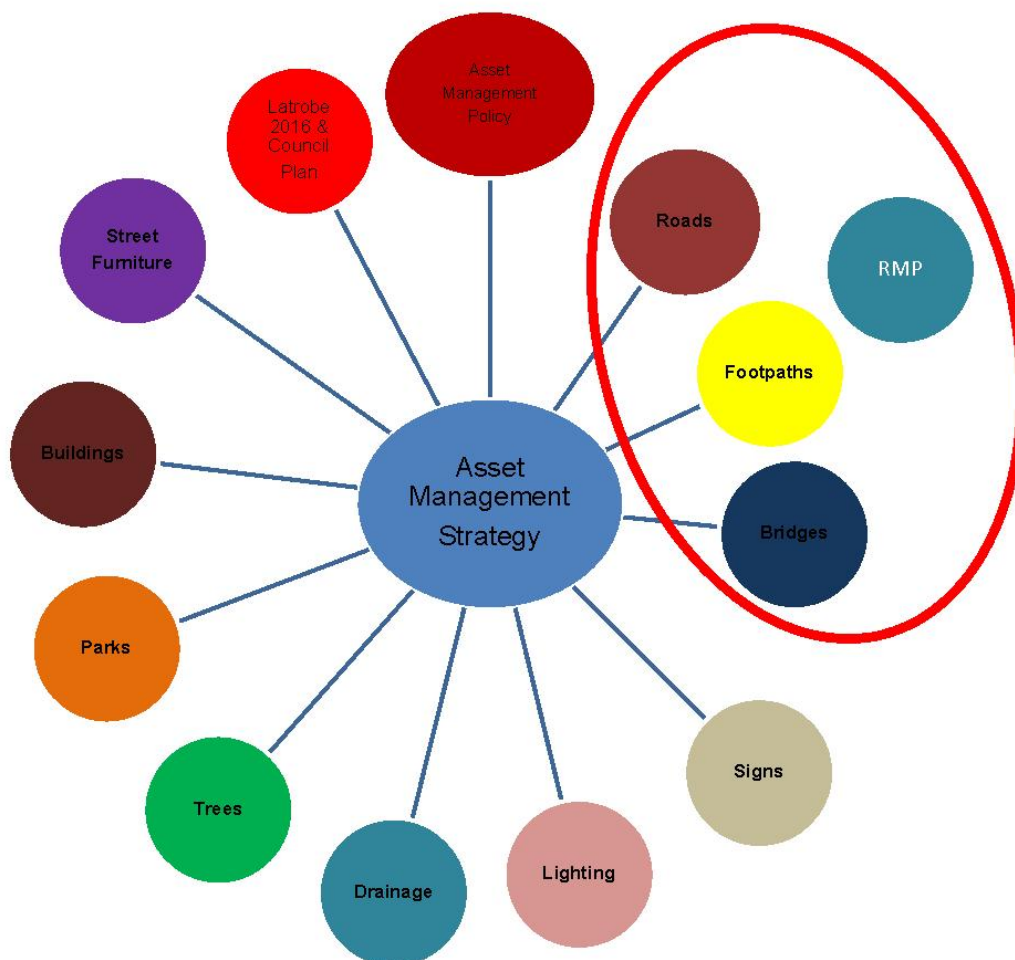 Asset
Management
Policy
Latrobe
2016 &
Council
Plan
Roads
RMP
Street
Furniture
Footpaths
Buildings
Asset
Management
Strategy
Bridges
Parks
Signs
Trees
Lighting
Drainage